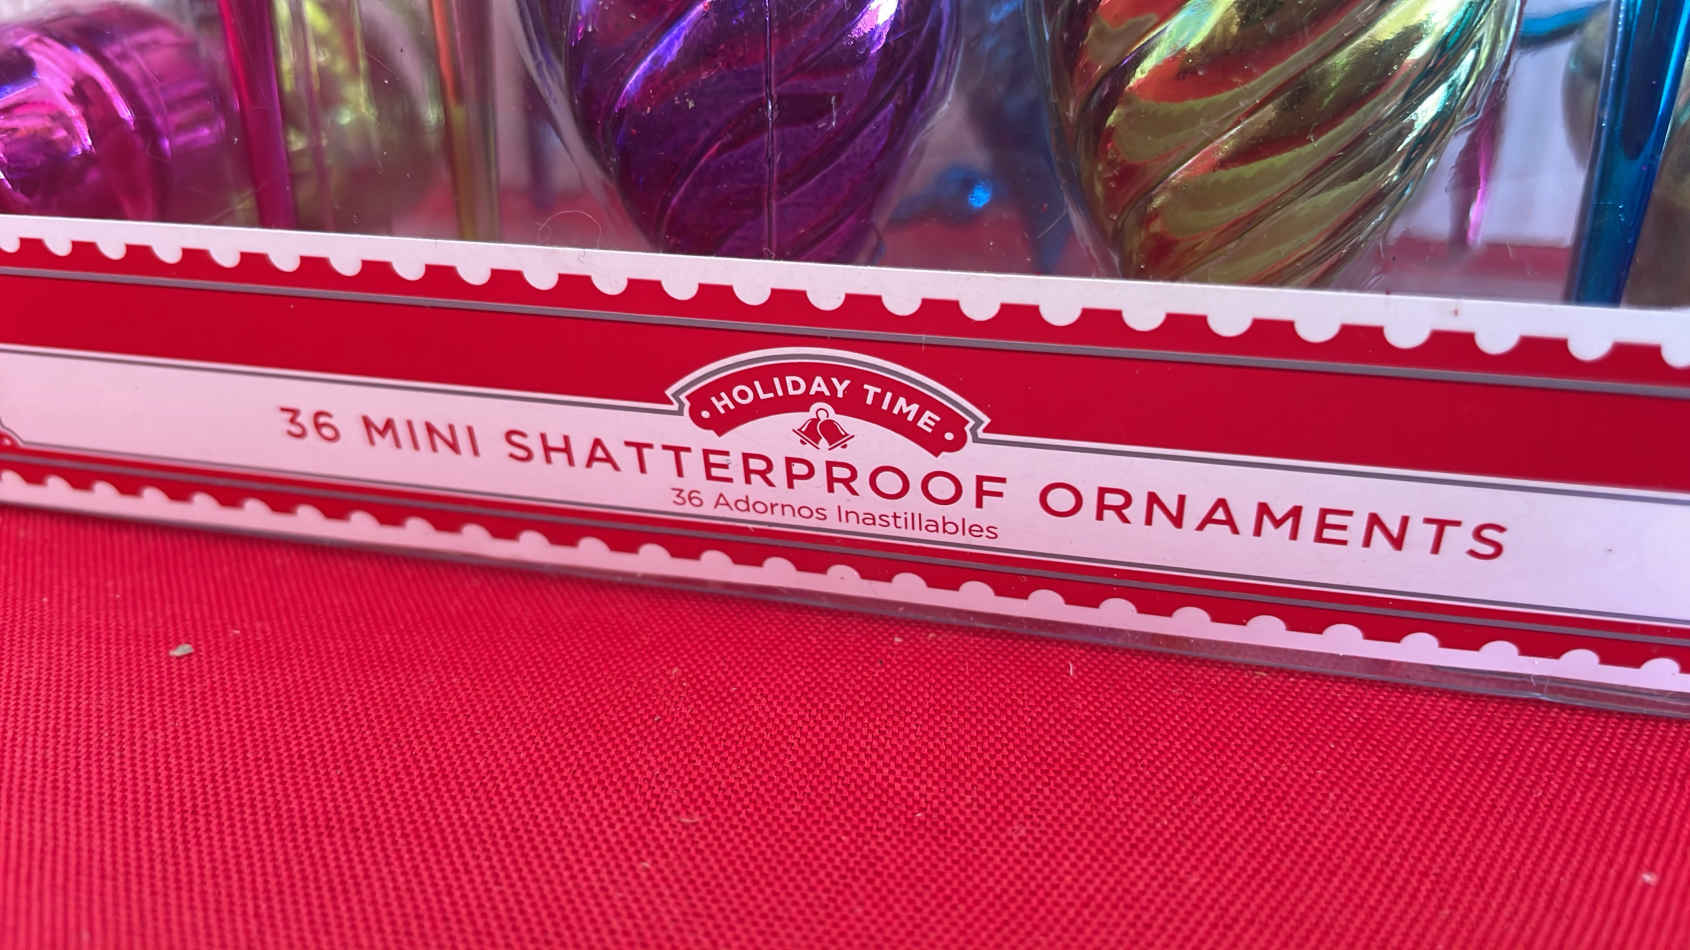 HOLIDAY TIME
36 MINI SHATTERPROOF ORNAMENTS
36 Adornos Inastillables